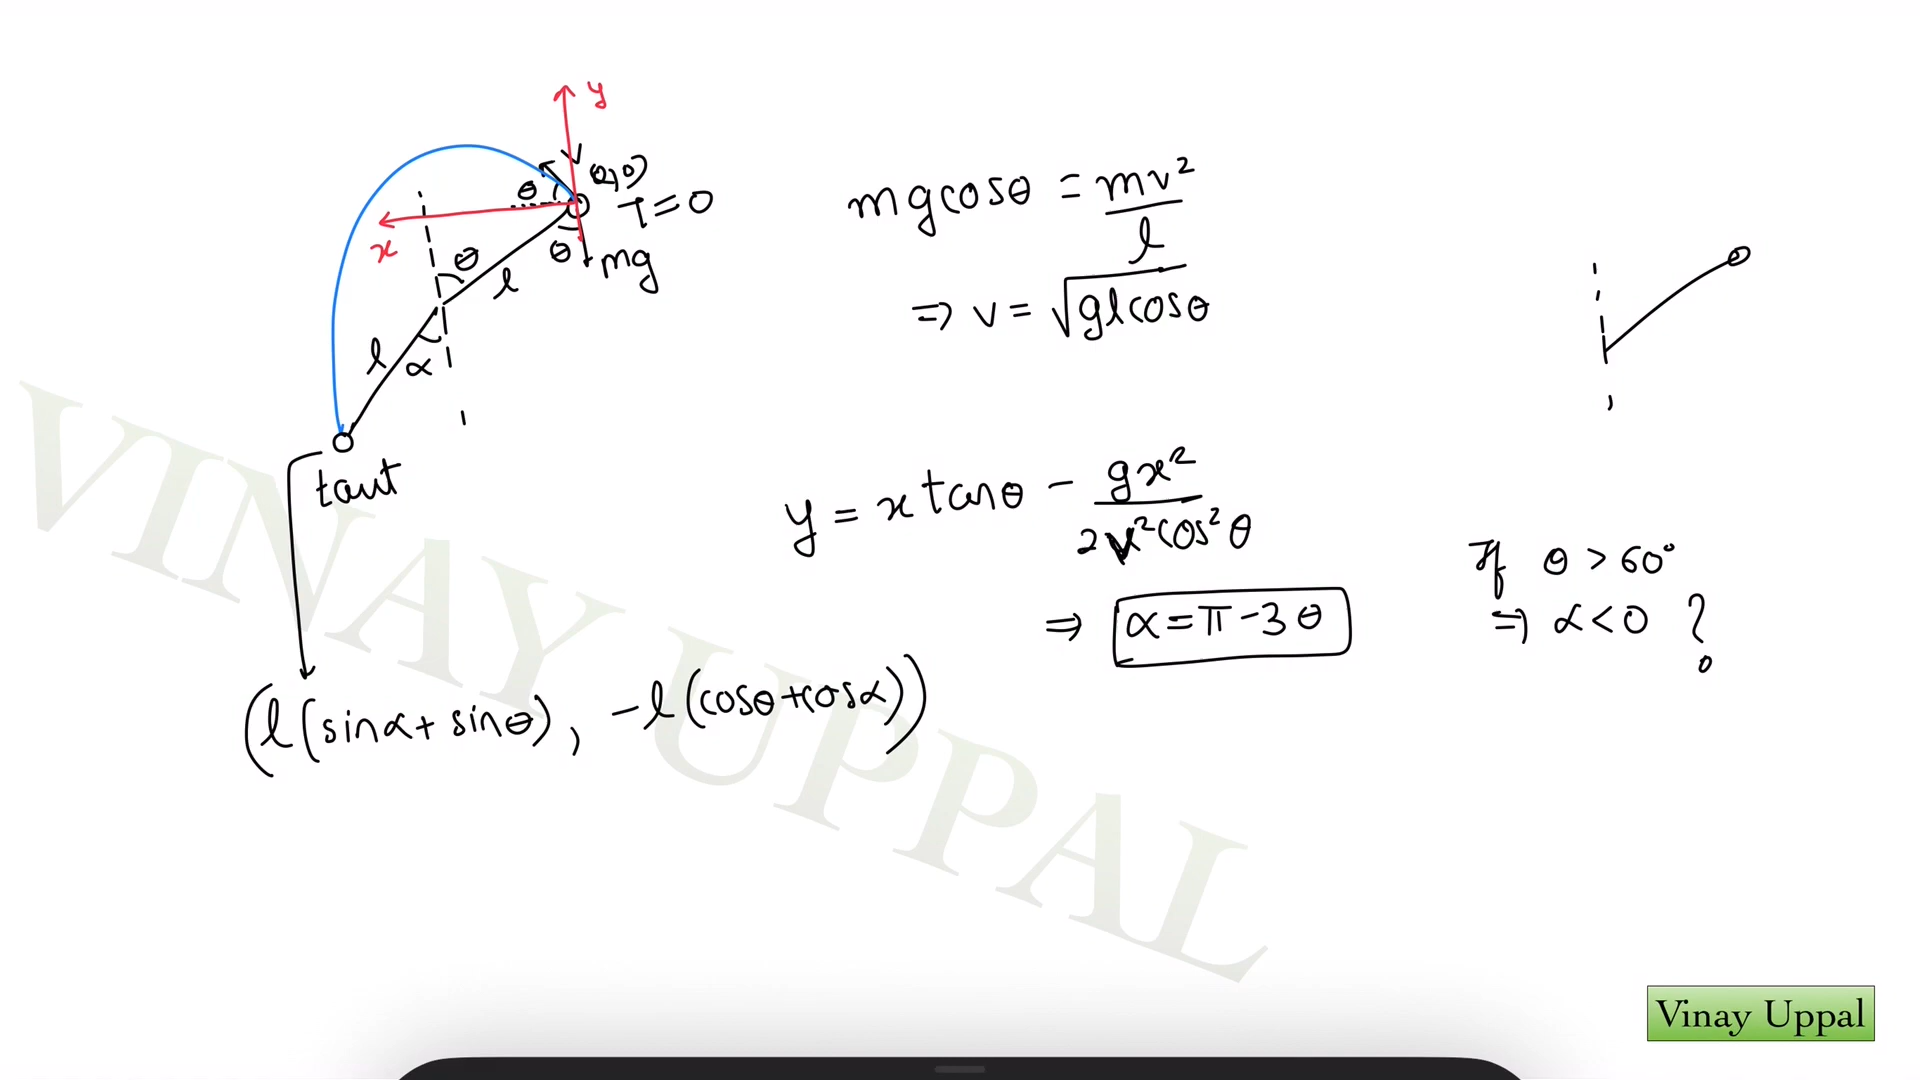 y
v
(0,0)
θ
T=0
x
θ
θ
mg
l
l
α
taut
(l(sinα + sinθ), -l(cosθ+cosα))
mgcosθ = mv²/l
⇒ v = √glcosθ
y = x tanθ - gx²/2v²cos²θ
⇒ α = π - 3θ
If θ > 60°
⇒ α < 0 ?
VINAY UPPAL
Vinay Uppal